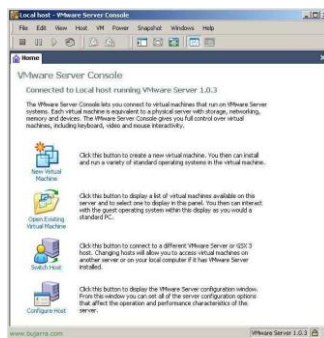 Local host - VMware Server Console
File Edit View Host VM Power Snapshot Windows Help
Home
VMware Server Console
Connected to Local host running VMware Server 1.0.3
The VMware Server Console lets you connect to virtual machines that run on VMware Server
systems. Each virtual machine is equivalent to a physical server with storage, networking,
memory and devices. The VMware Server Console gives you full control over virtual
machines, including keyboard, video and mouse interactivity.
New Virtual
Machine
Click this button to create a new virtual machine. You then can install
and run a variety of standard operating systems in the virtual machine.
Open Existing
Virtual Machine
Click this button to display a list of virtual machines available on this
server and to select one to display in the panel. You then can interact
with the guest operating system within this display as you would a
standard PC.
Switch Host
Click this button to connect to a different VMware Server or GSX 3
host. Changing hosts will allow you to access virtual machines on
another server or on your local computer if it has VMware Server
installed.
Configure Host
Click this button to display the VMware Server configuration window.
From this window you can set all of the server configuration options
that affect the operation and performance characteristics of the
server.
www.bujarra.com
VMware Server 1.0.3